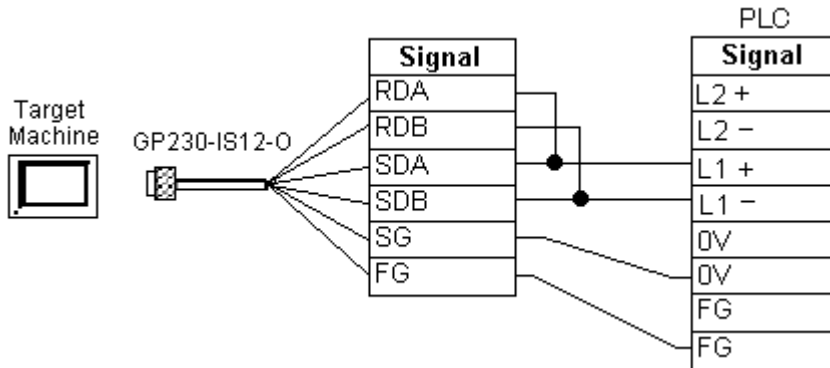 PLC
Signal
Signal
RDA
RDB
SDA
SDB
SG
FG
L2 +
L2 −
L1 +
L1 −
0V
0V
FG
FG
Target
Machine
GP230-IS12-O